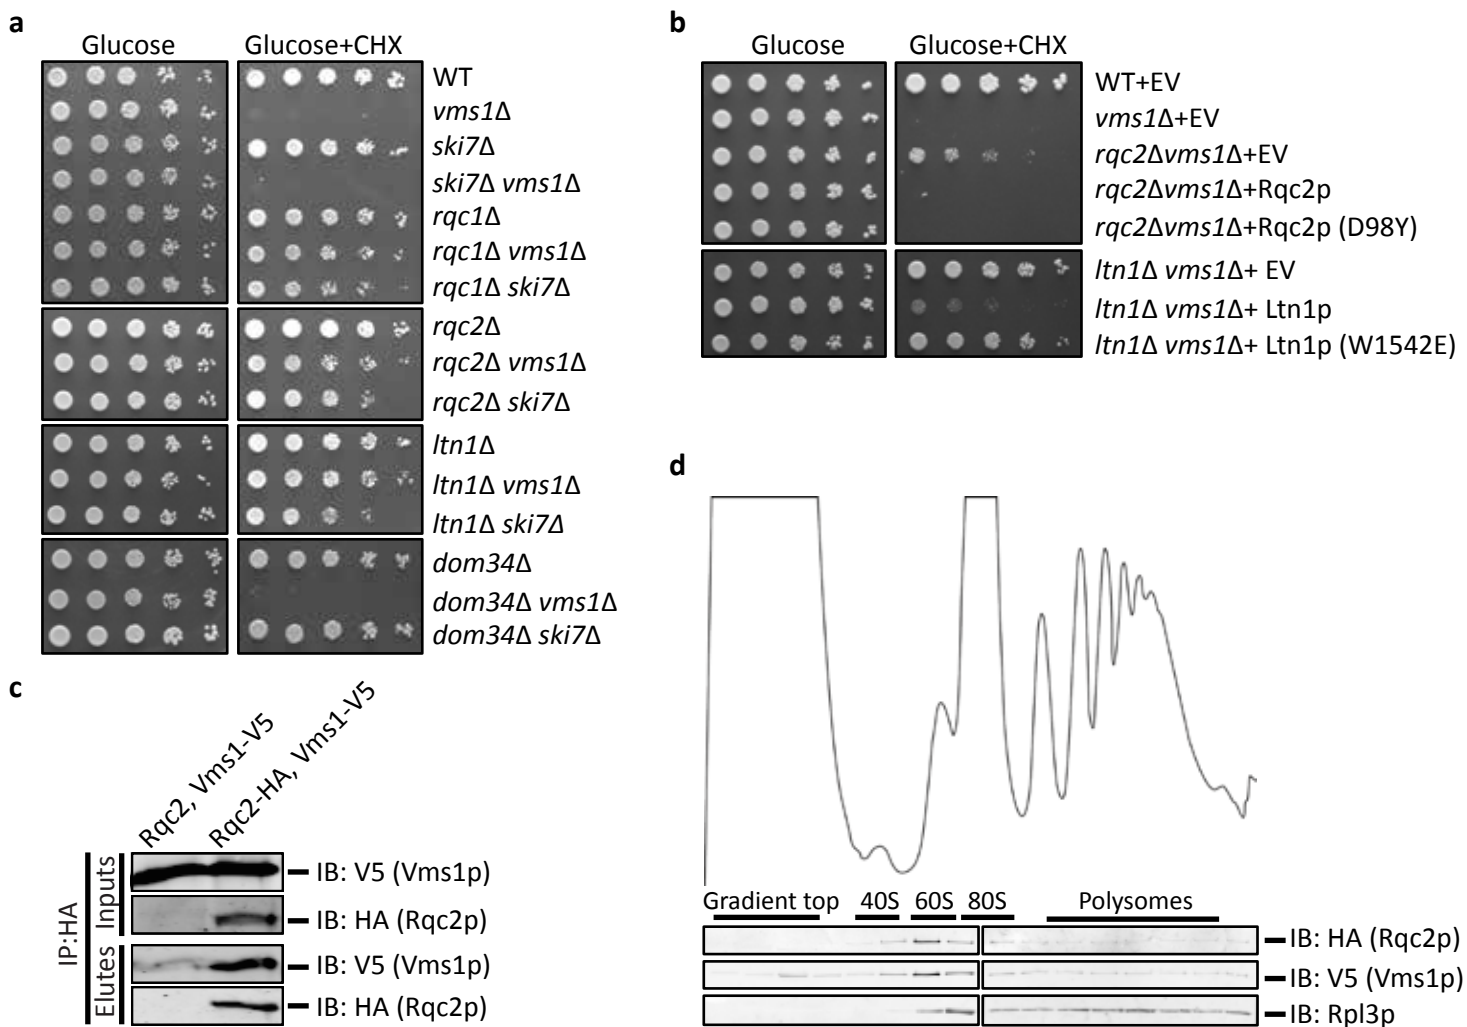 a
Glucose
Glucose+CHX
WT
vms1Δ
ski7Δ
ski7Δ vms1Δ
rqc1Δ
rqc1Δ vms1Δ
rqc1Δ ski7Δ
rqc2Δ
rqc2Δ vms1Δ
rqc2Δ ski7Δ
ltn1Δ
ltn1Δ vms1Δ
ltn1Δ ski7Δ
dom34Δ
dom34Δ vms1Δ
dom34Δ ski7Δ
b
Glucose
Glucose+CHX
WT+EV
vms1Δ+EV
rqc2Δvms1Δ+EV
rqc2Δvms1Δ+Rqc2p
rqc2Δvms1Δ+Rqc2p (D98Y)
ltn1Δ vms1Δ+ EV
ltn1Δ vms1Δ+ Ltn1p
ltn1Δ vms1Δ+ Ltn1p (W1542E)
c
Rqc2, Vms1-V5
Rqc2-HA, Vms1-V5
IP:HA
Inputs
IB: V5 (Vms1p)
IB: HA (Rqc2p)
Elutes
IB: V5 (Vms1p)
IB: HA (Rqc2p)
d
Gradient top
40S
60S
80S
Polysomes
IB: HA (Rqc2p)
IB: V5 (Vms1p)
IB: Rpl3p